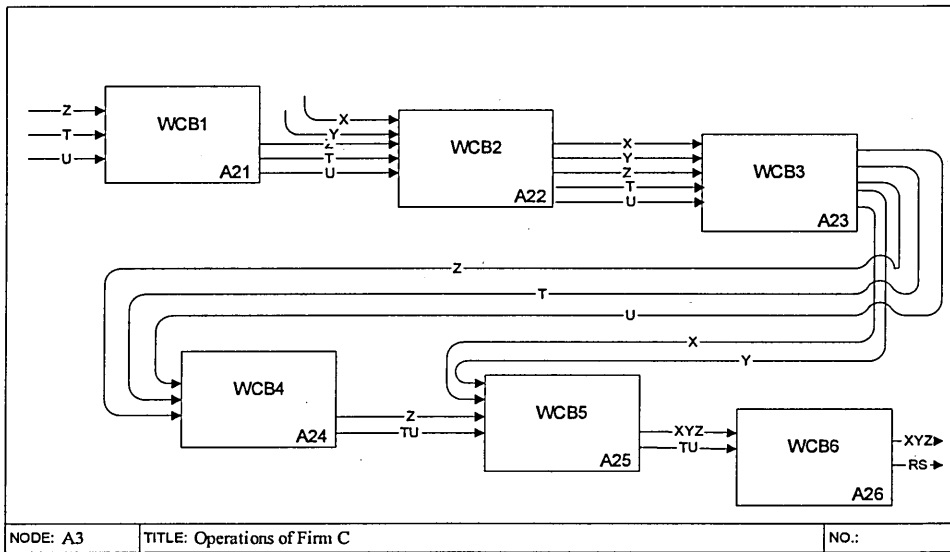 Z
T
U
WCB1
A21
X
Y
Z
T
U
WCB2
A22
X
Y
Z
T
U
WCB3
A23
Z
T
U
X
Y
WCB4
A24
Z
TU
WCB5
A25
XYZ
TU
WCB6
A26
XYZ
RS
NODE: A3
TITLE: Operations of Firm C
NO.: